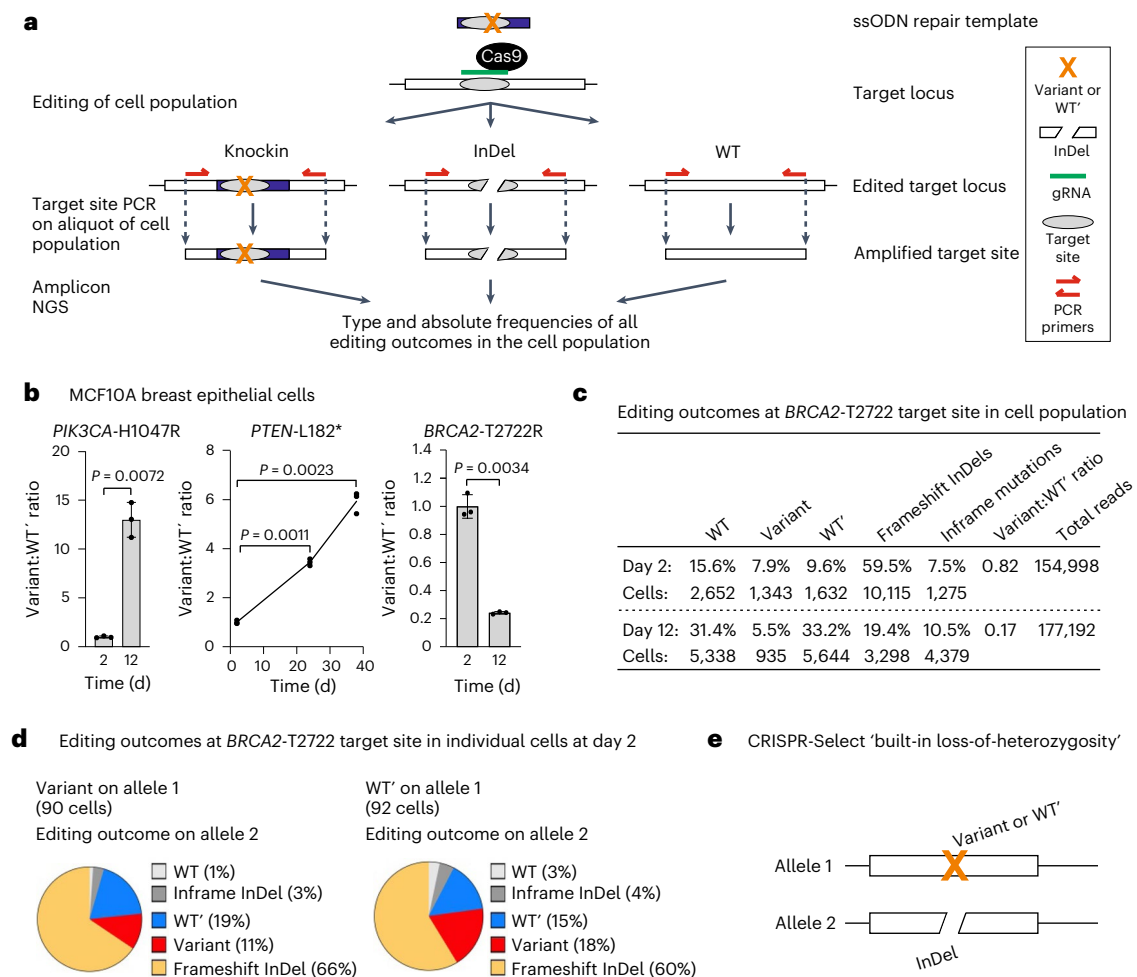 a
ssODN repair template
Cas9
Editing of cell population
Target locus
Variant or
WT′
InDel
gRNA
Target
site
PCR
primers
Knockin
InDel
WT
Edited target locus
Target site PCR
on aliquot of cell
population
Amplified target site
Amplicon
NGS
Type and absolute frequencies of all
editing outcomes in the cell population
b MCF10A breast epithelial cells
PIK3CA-H1047R
Variant:WT′ ratio
20
15
10
5
0
P = 0.0072
2 12
Time (d)
PTEN-L182*
Variant:WT′ ratio
8
6
4
2
0
P = 0.0023
P = 0.0011
0 10 20 30 40
Time (d)
BRCA2-T2722R
Variant:WT′ ratio
1.4
1.2
1.0
0.8
0.6
0.4
0.2
0
P = 0.0034
2 12
Time (d)
c
Editing outcomes at BRCA2-T2722 target site in cell population
WT Variant WT′ Frameshift InDels Inframe mutations Variant:WT′ ratio Total reads
Day 2: 15.6% 7.9% 9.6% 59.5% 7.5% 0.82 154,998
Cells: 2,652 1,343 1,632 10,115 1,275
Day 12: 31.4% 5.5% 33.2% 19.4% 10.5% 0.17 177,192
Cells: 5,338 935 5,644 3,298 4,379
d Editing outcomes at BRCA2-T2722 target site in individual cells at day 2
Variant on allele 1
(90 cells)
Editing outcome on allele 2
WT (1%)
Inframe InDel (3%)
WT′ (19%)
Variant (11%)
Frameshift InDel (66%)
WT′ on allele 1
(92 cells)
Editing outcome on allele 2
WT (3%)
Inframe InDel (4%)
WT′ (15%)
Variant (18%)
Frameshift InDel (60%)
e CRISPR-Select ‘built-in loss-of-heterozygosity’
Variant or WT′
Allele 1
Allele 2
InDel